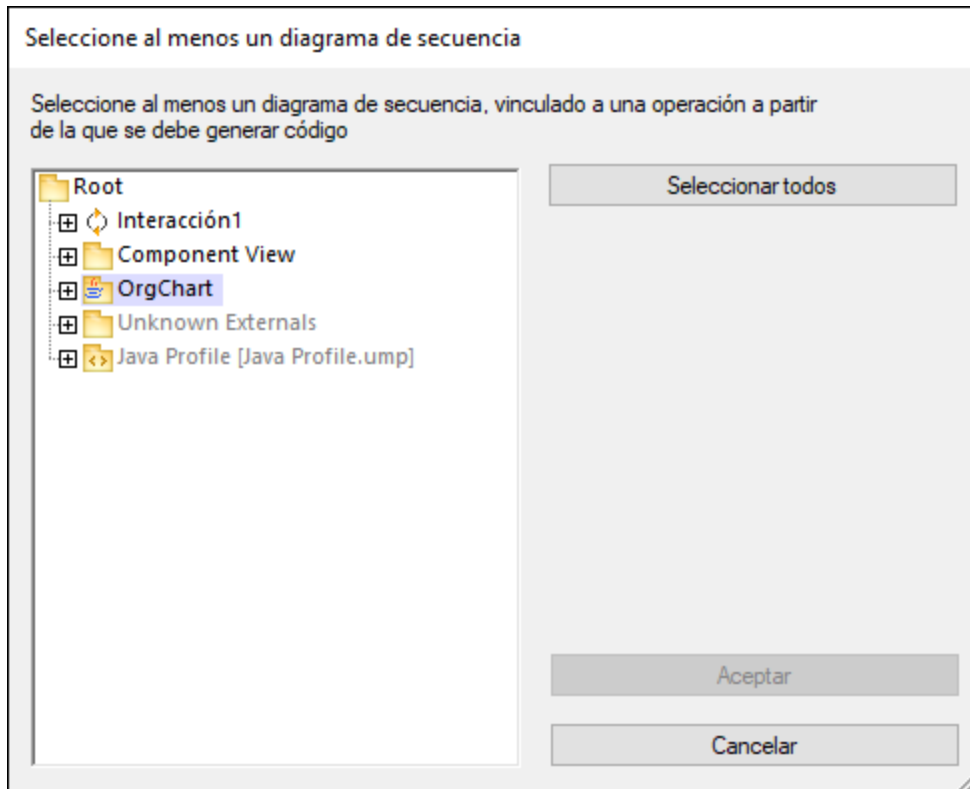 Seleccione al menos un diagrama de secuencia
Seleccione al menos un diagrama de secuencia, vinculado a una operación a partir
de la que se debe generar código
Root
Interacción1
Component View
OrgChart
Unknown Externals
Java Profile [Java Profile.ump]
Seleccionar todos
Aceptar
Cancelar